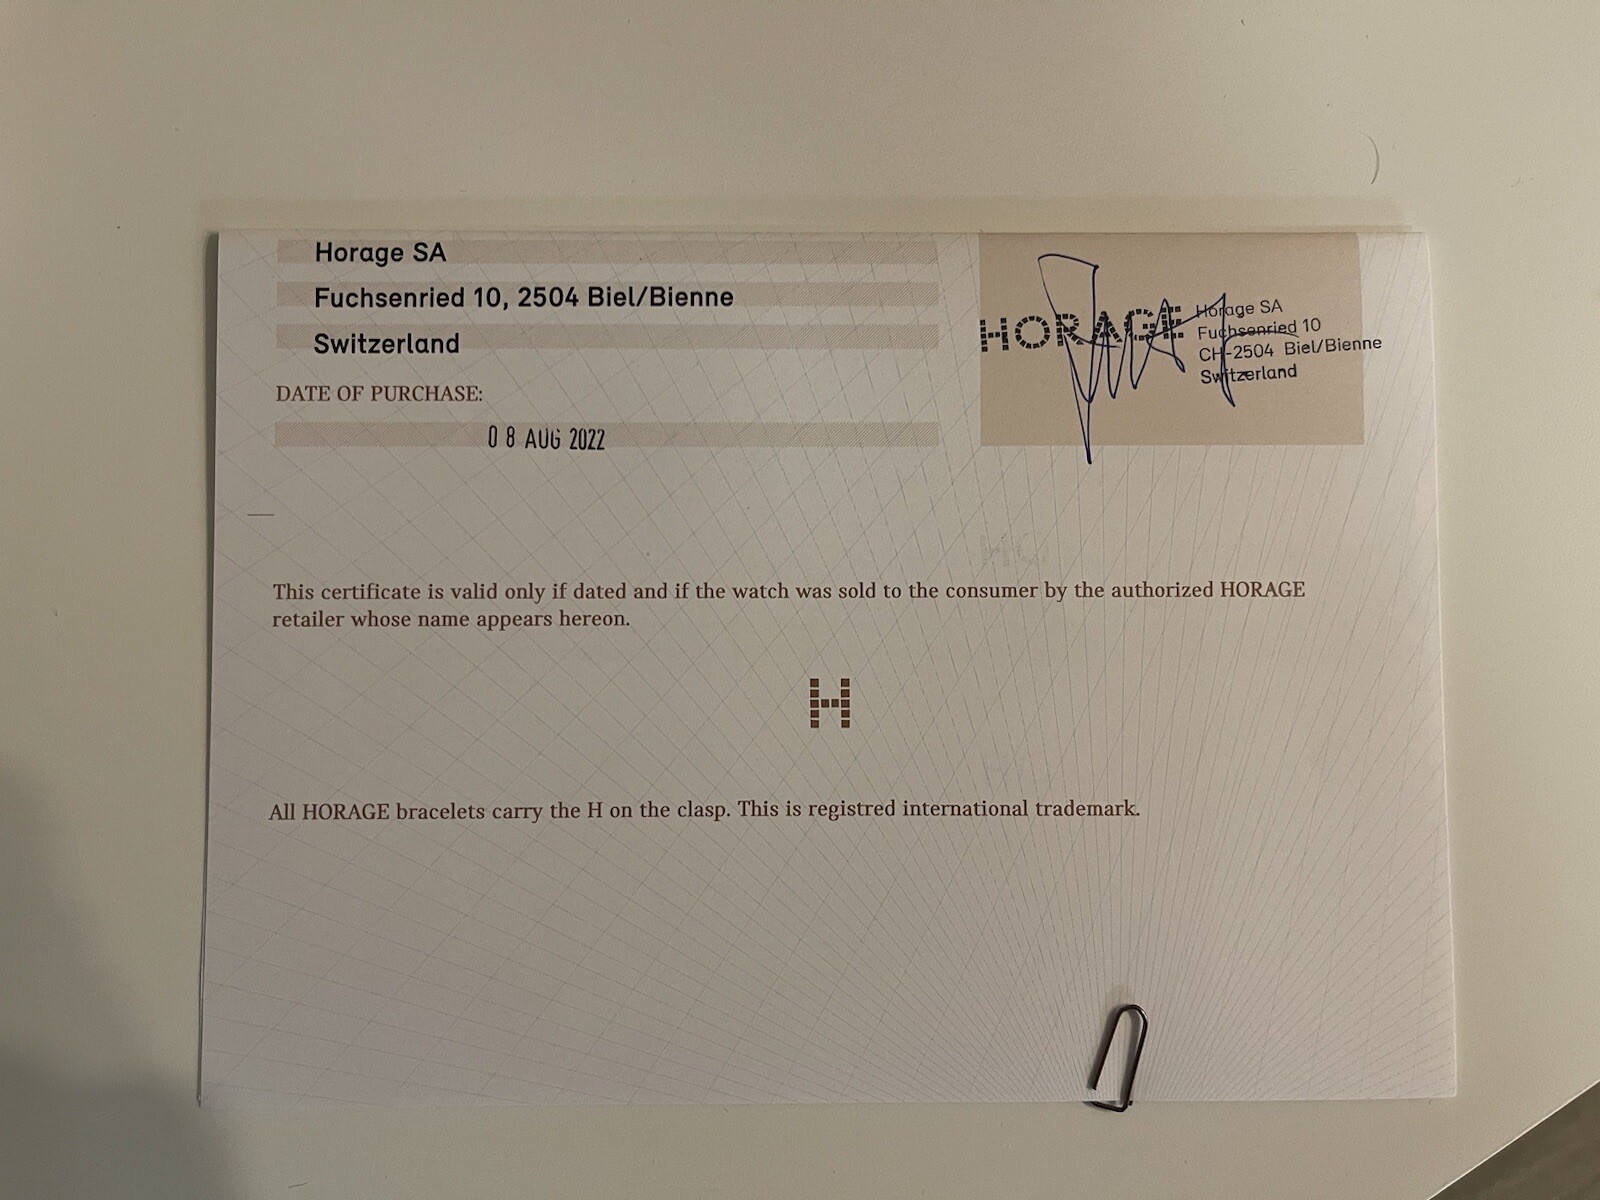 Horage SA
Fuchsenried 10, 2504 Biel/Bienne
Switzerland
DATE OF PURCHASE:
08 AUG 2022
HORAGE
Horage SA
Fuchsenried 10
CH-2504 Biel/Bienne
Switzerland
This certificate is valid only if dated and if the watch was sold to the consumer by the authorized HORAGE
retailer whose name appears hereon.
H
All HORAGE bracelets carry the H on the clasp. This is registred international trademark.